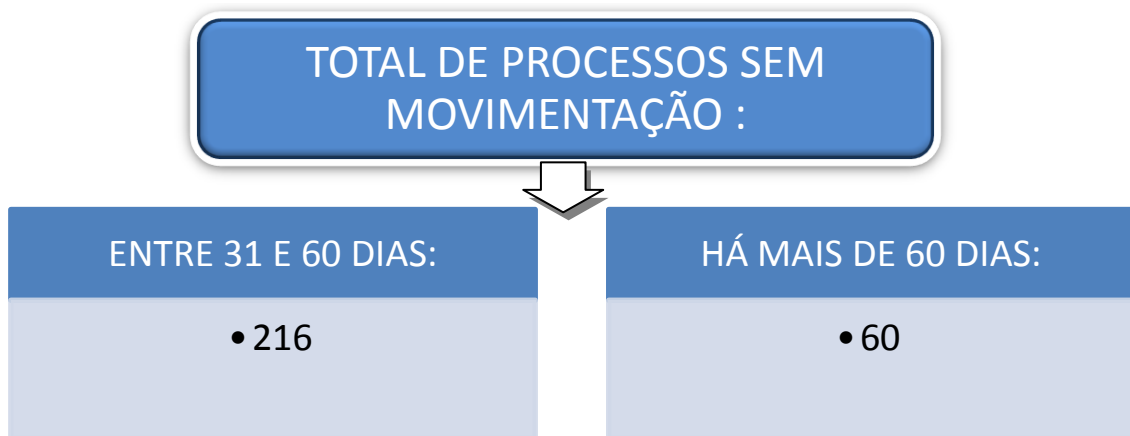 TOTAL DE PROCESSOS SEM
MOVIMENTAÇÃO :
ENTRE 31 E 60 DIAS:
•216
HÁ MAIS DE 60 DIAS:
•60